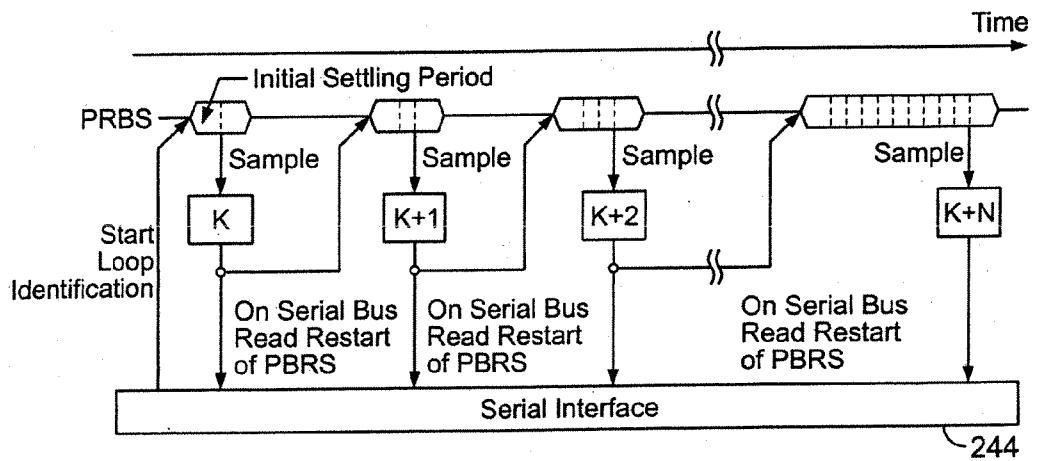 Time
Initial Settling Period
PRBS
Sample
Sample
Sample
Sample
K
K+1
K+2
K+N
Start
Loop
Identification
On Serial Bus
Read Restart
of PBRS
On Serial Bus
Read Restart
of PBRS
On Serial Bus
Read Restart
of PBRS
Serial Interface
244